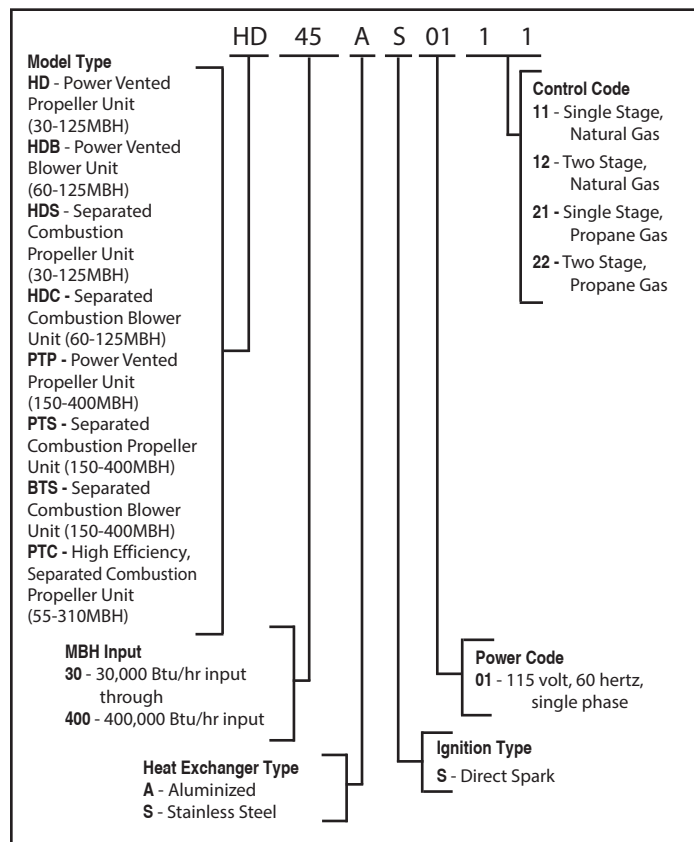 HD 45 A S 01 1 1
Model Type
HD - Power Vented
Propeller Unit
(30-125MBH)
HDB - Power Vented
Blower Unit
(60-125MBH)
HDS - Separated
Combustion
Propeller Unit
(30-125MBH)
HDC - Separated
Combustion Blower
Unit (60-125MBH)
PTP - Power Vented
Propeller Unit
(150-400MBH)
PTS - Separated
Combustion Propeller
Unit (150-400MBH)
BTS - Separated
Combustion Blower
Unit (150-400MBH)
PTC - High Efficiency,
Separated Combustion
Propeller Unit
(55-310MBH)
Control Code
11 - Single Stage,
Natural Gas
12 - Two Stage,
Natural Gas
21 - Single Stage,
Propane Gas
22 - Two Stage,
Propane Gas
MBH Input
30 - 30,000 Btu/hr input
through
400 - 400,000 Btu/hr input
Power Code
01 - 115 volt, 60 hertz,
single phase
Heat Exchanger Type
A - Aluminized
S - Stainless Steel
Ignition Type
S - Direct Spark